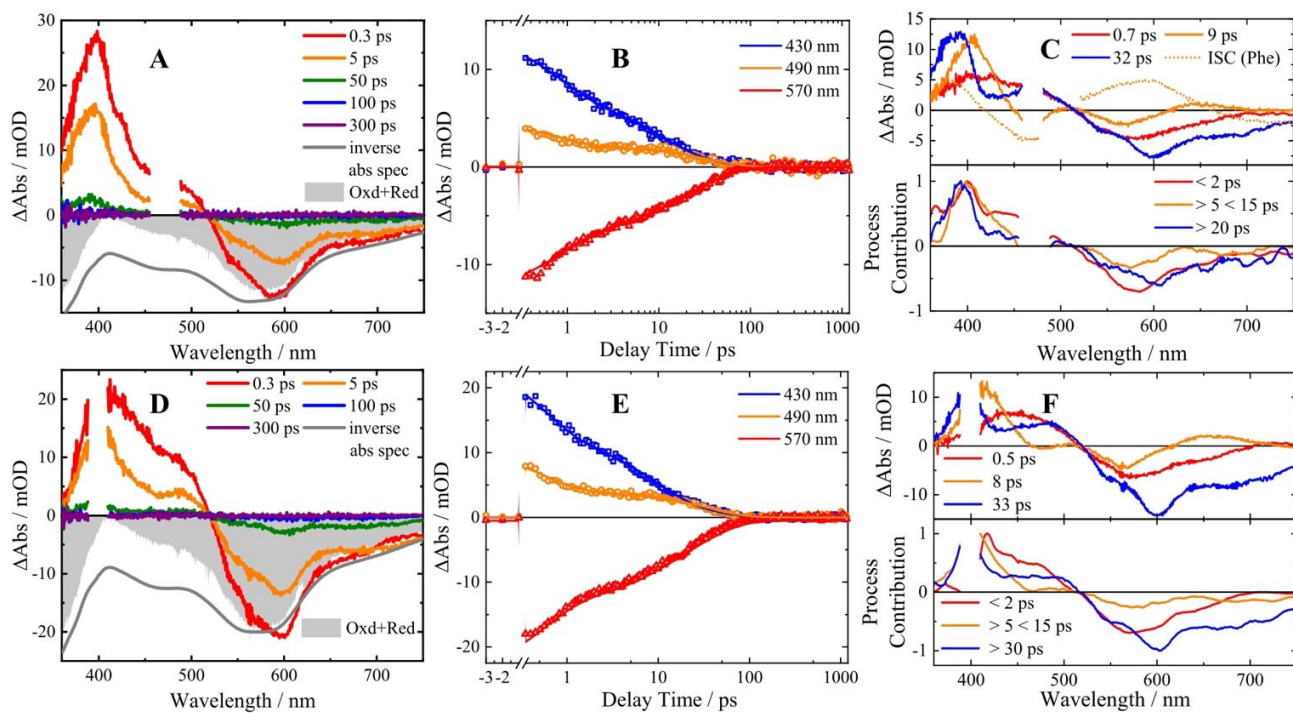 A
0.3 ps
5 ps
50 ps
100 ps
300 ps
inverse
abs spec
Oxd+Red
ΔAbs / mOD
30
20
10
0
-10
400 500 600 700
Wavelength / nm
B
430 nm
490 nm
570 nm
ΔAbs / mOD
10
0
-10
-3 -2 1 10 100 1000
Delay Time / ps
C
0.7 ps 9 ps
32 ps ISC (Phe)
ΔAbs / mOD
15
10
5
0
-5
< 2 ps
> 5 < 15 ps
> 20 ps
Process
Contribution
1
0
-1
400 500 600 700
Wavelength / nm
D
0.3 ps 5 ps
50 ps 100 ps
300 ps inverse
abs spec
Oxd+Red
ΔAbs / mOD
20
10
0
-10
-20
400 500 600 700
Wavelength / nm
E
430 nm
490 nm
570 nm
ΔAbs / mOD
20
10
0
-10
-20
-3 -2 1 10 100 1000
Delay Time / ps
F
0.5 ps
8 ps
33 ps
ΔAbs / mOD
10
0
-10
< 2 ps
> 5 < 15 ps
> 30 ps
Process
Contribution
1
0
-1
400 500 600 700
Wavelength / nm